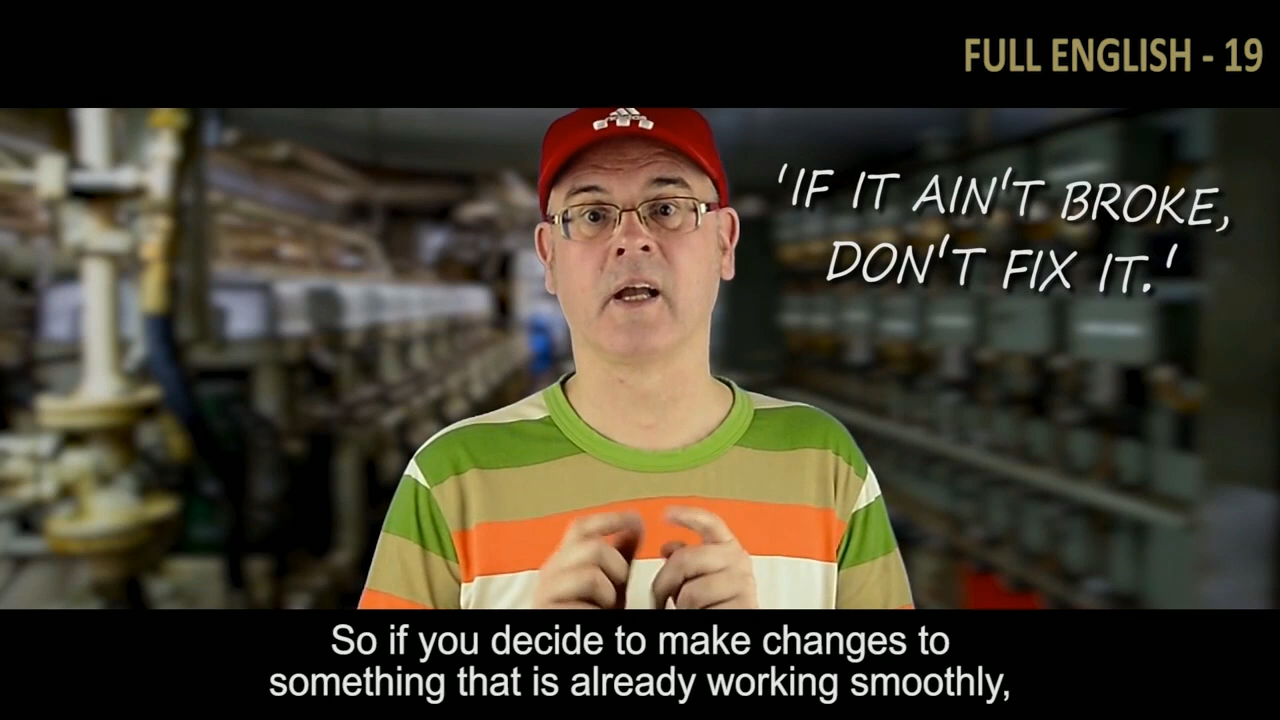 FULL ENGLISH - 19
'IF IT AIN'T BROKE,
DON'T FIX IT.'
So if you decide to make changes to
something that is already working smoothly,